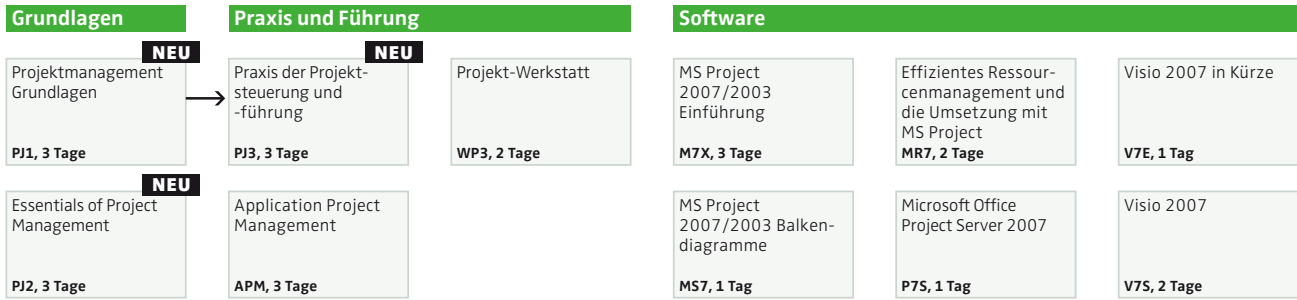 Grundlagen
Praxis und Führung
Software
NEU
Projektmanagement
Grundlagen
PJ1, 3 Tage
NEU
Praxis der Projekt-
steuerung und
-führung
PJ3, 3 Tage
Projekt-Werkstatt
WP3, 2 Tage
MS Project
2007/2003
Einführung
M7X, 3 Tage
Effizientes Ressour-
cenmanagement und
die Umsetzung mit
MS Project
MR7, 2 Tage
Visio 2007 in Kürze
V7E, 1 Tag
NEU
Essentials of Project
Management
PJ2, 3 Tage
Application Project
Management
APM, 3 Tage
MS Project
2007/2003 Balken-
diagramme
MS7, 1 Tag
Microsoft Office
Project Server 2007
P7S, 1 Tag
Visio 2007
V7S, 2 Tage